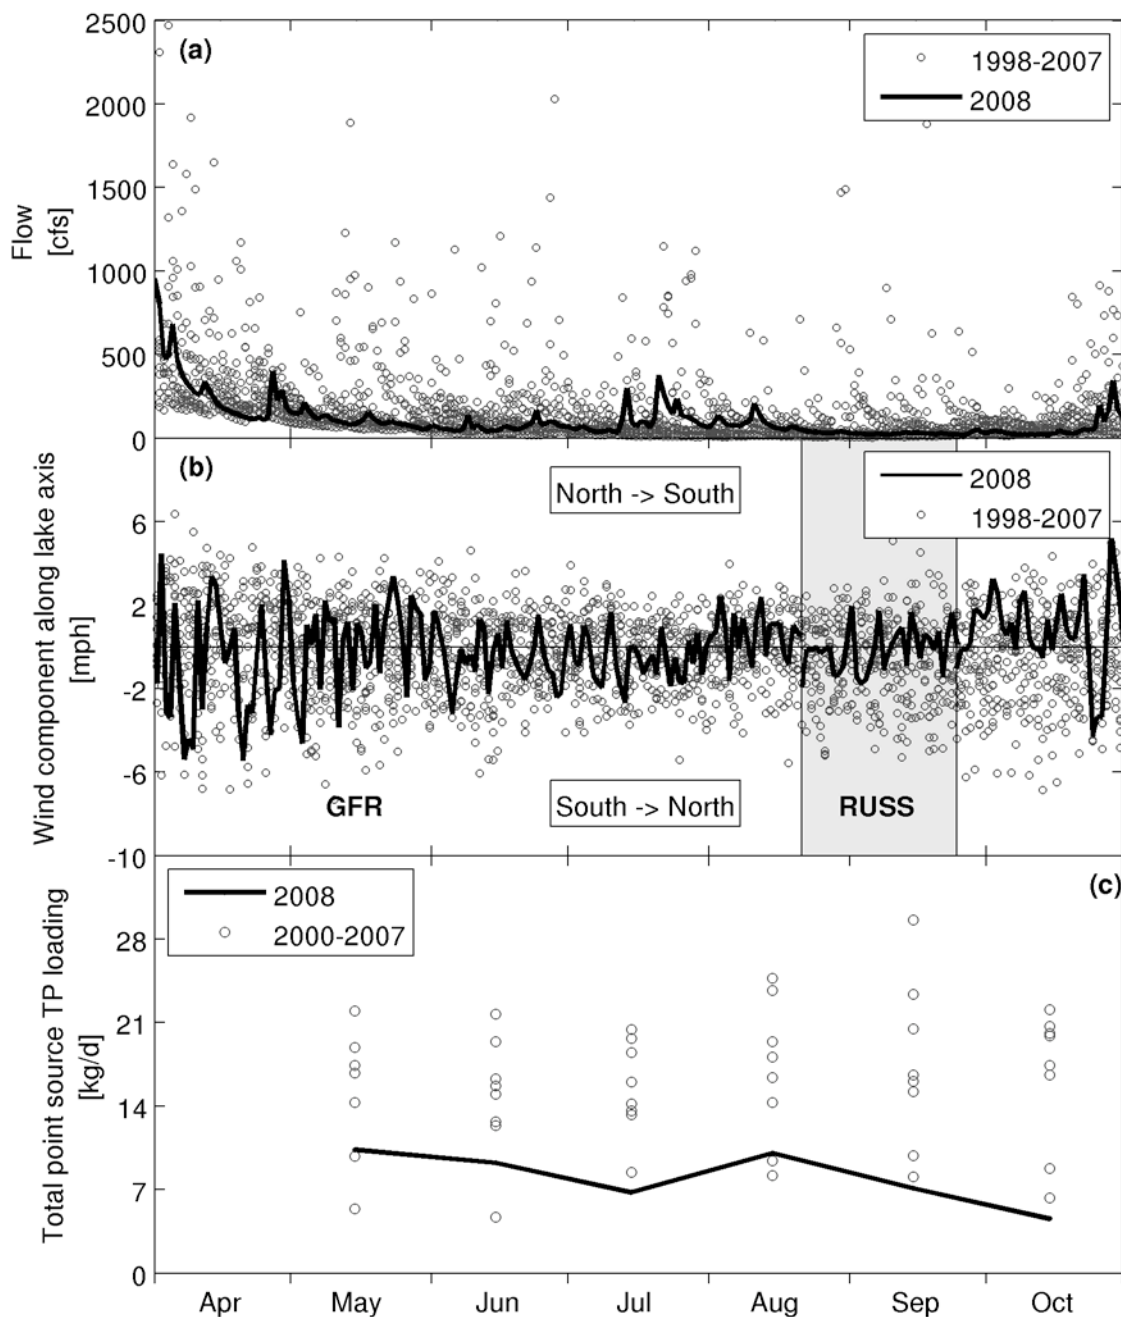 (a)
1998-2007
2008
2500
2000
1500
1000
500
0
Flow
[cfs]
(b)
North -> South
2008
1998-2007
6
2
-2
-6
-10
Wind component along lake axis
[mph]
GFR
South -> North
RUSS
(c)
2008
2000-2007
28
21
14
7
0
Total point source TP loading
[kg/d]
Apr May Jun Jul Aug Sep Oct